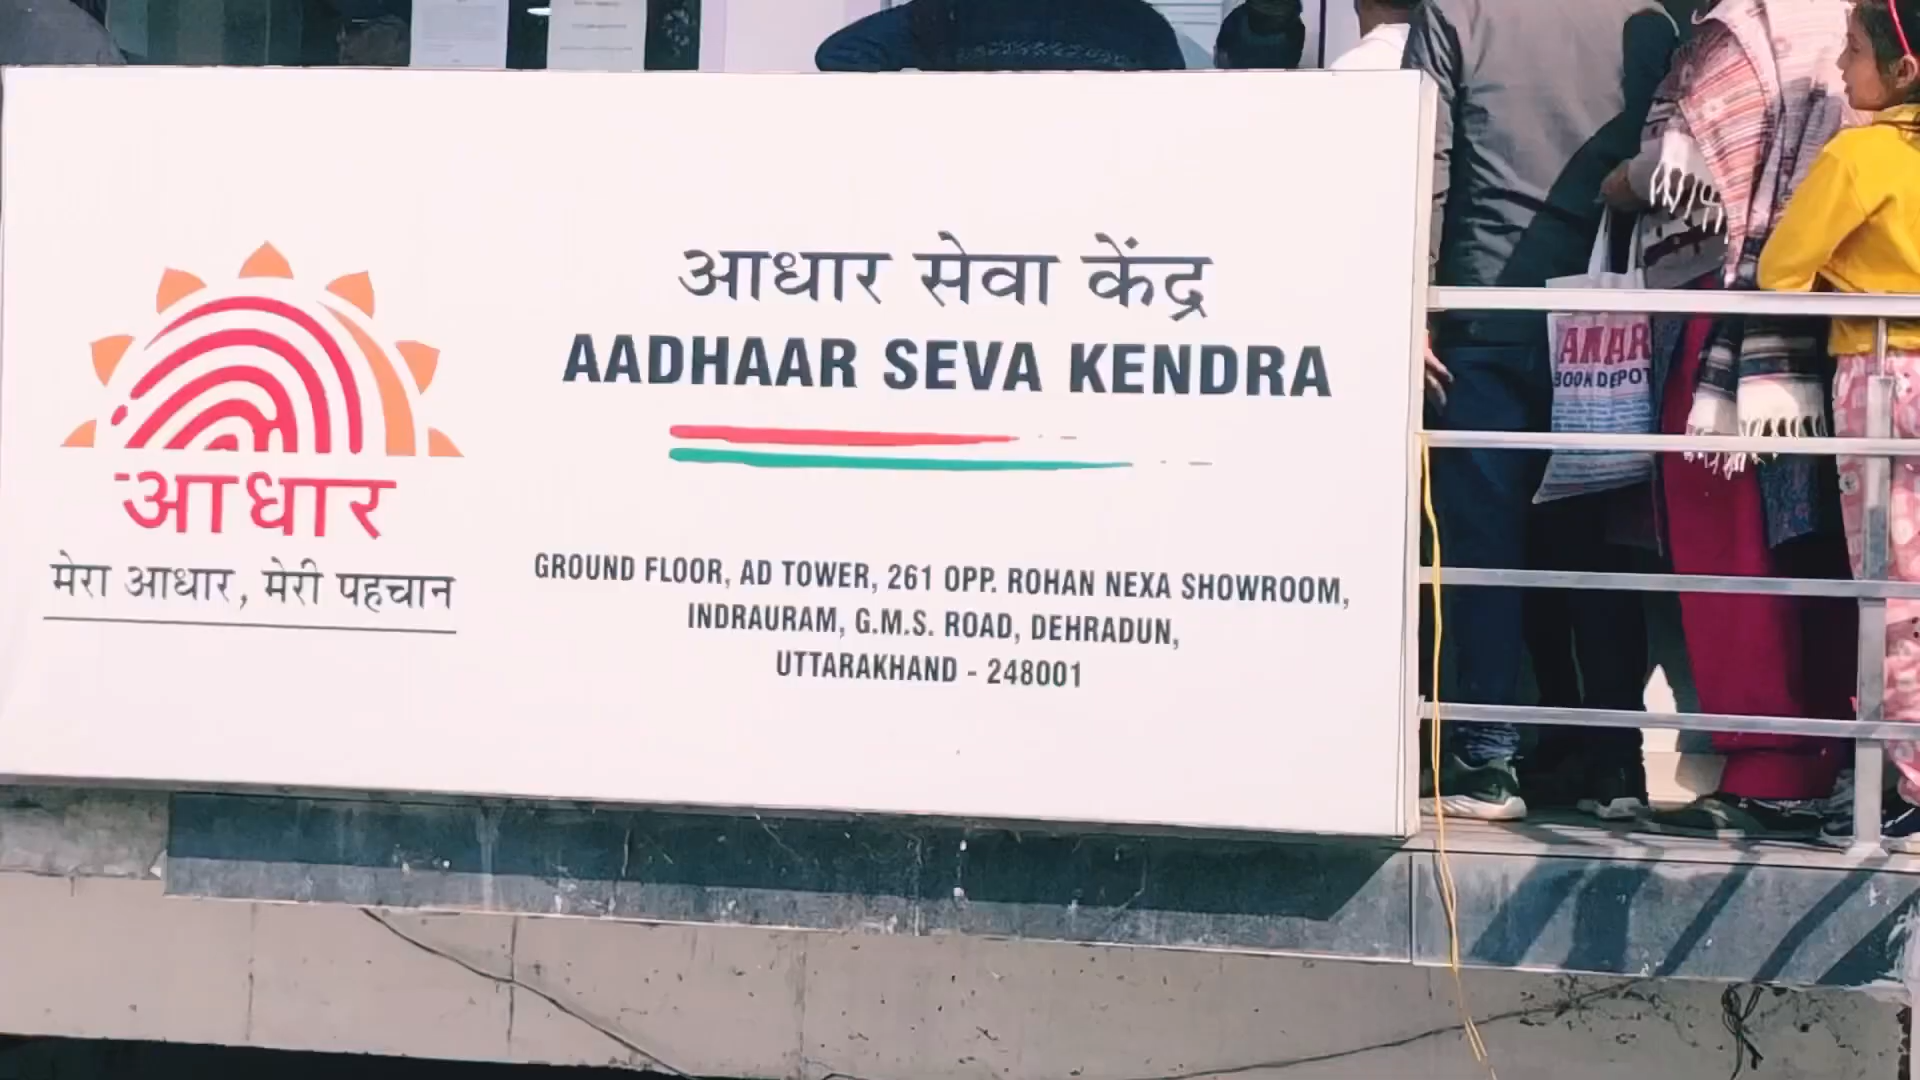 आधार
मेरा आधार, मेरी पहचान
आधार सेवा केंद्र
AADHAAR SEVA KENDRA
GROUND FLOOR, AD TOWER, 261 OPP. ROHAN NEXA SHOWROOM,
INDRAURAM, G.M.S. ROAD, DEHRADUN,
UTTARAKHAND - 248001
BOOK DEPOT